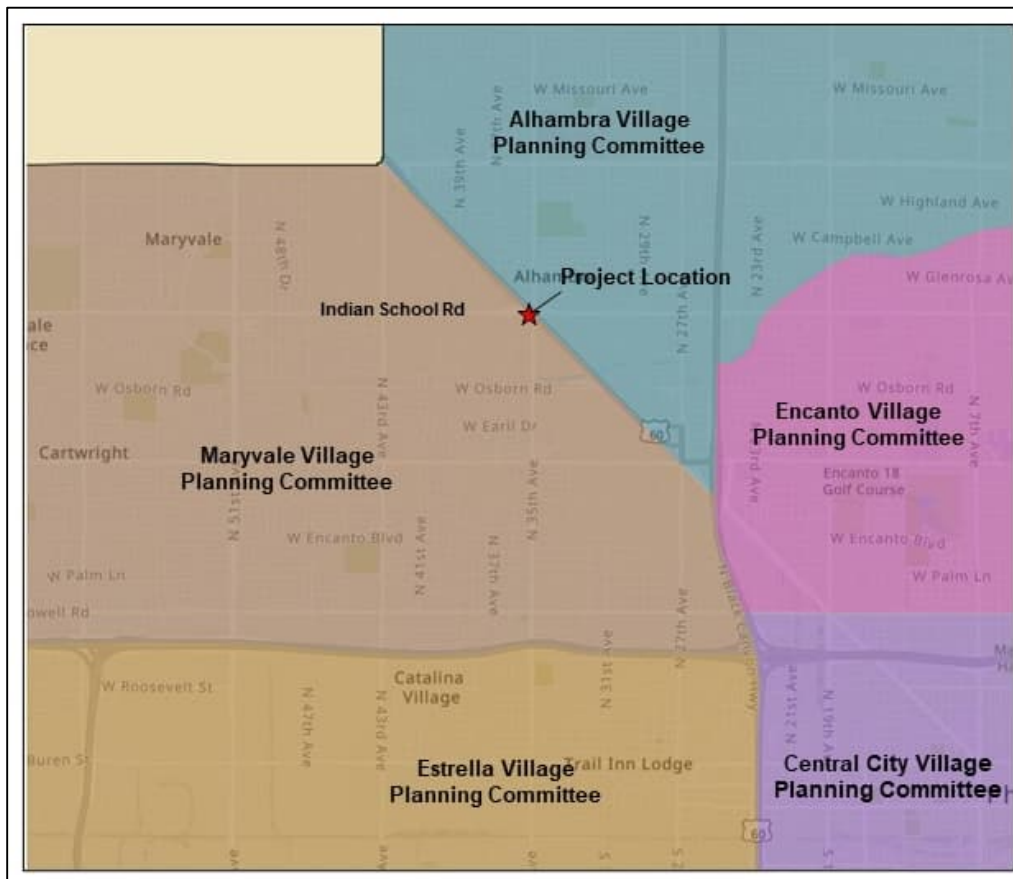 W Missouri Ave
W Missouri Ave
Alhambra Village
Planning Committee
N 39th Ave
W Highland Ave
N 29th Ave
N 23rd Ave
W Campbell Ave
Maryvale
N 48th Dr
Project Location
W Glenrosa
Indian School Rd
N 27th Ave
W Osborn Rd
N 43rd Ave
W Osborn Rd
W Osborn Rd
N 7th Ave
W Earll Dr
60
Encanto Village
Planning Committee
Cartwright
Maryvale Village
Planning Committee
Encanto 18
Golf Course
N 51st
N 35th Ave
W Encanto Blvd
N 41st Ave
N 37th Ave
W Encanto Blvd
W Palm Ln
W Palm Ln
owell Rd
N Black Canyon Hwy
N 27th Ave
N 31st Ave
W Roosevelt St
Catalina
Village
N 47th Ave
N 43rd Ave
N 21st Ave
N 19th
Buren St
Estrella Village
Planning Committee
Trail Inn Lodge
Central City Village
Planning Committee
60